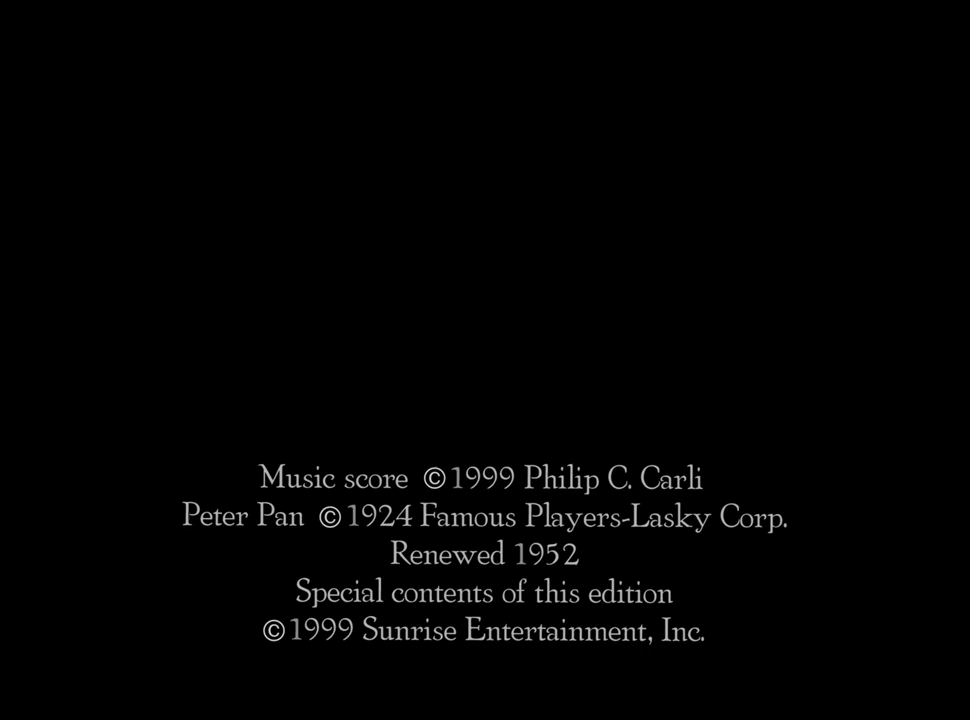 Music score ©1999 Philip C. Carli
Peter Pan ©1924 Famous Players-Lasky Corp.
Renewed 1952
Special contents of this edition
©1999 Sunrise Entertainment, Inc.